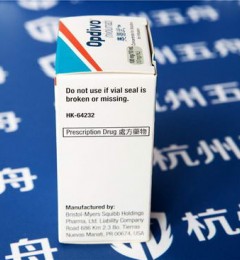 Opdivo
Do not use if vial seal is
broken or missing.
HK-64232
Prescription Drug 處方藥物
Manufactured by:
Bristol-Myers Squibb Holdings
Pharma, Ltd. Liability Company
Road 686 Km 2.3 Bo. Tierras
Nuevas Manatí, PR 00674, USA
杭州五舟
杭州
五舟